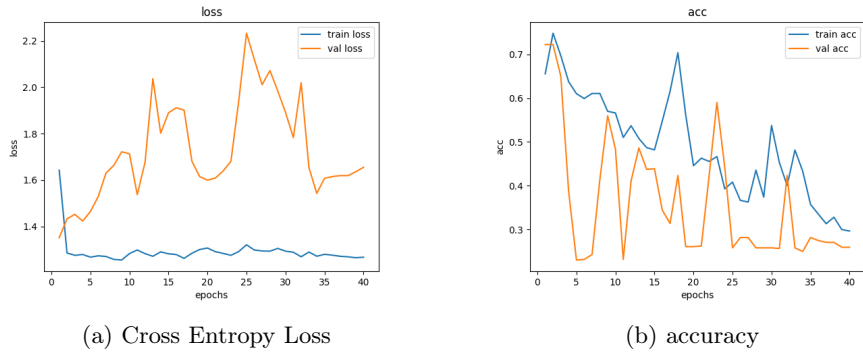 loss
train loss
val loss
2.2
2.0
1.8
1.6
1.4
loss
0 5 10 15 20 25 30 35 40
epochs
(a) Cross Entropy Loss
acc
train acc
val acc
0.7
0.6
0.5
0.4
0.3
acc
0 5 10 15 20 25 30 35 40
epochs
(b) accuracy